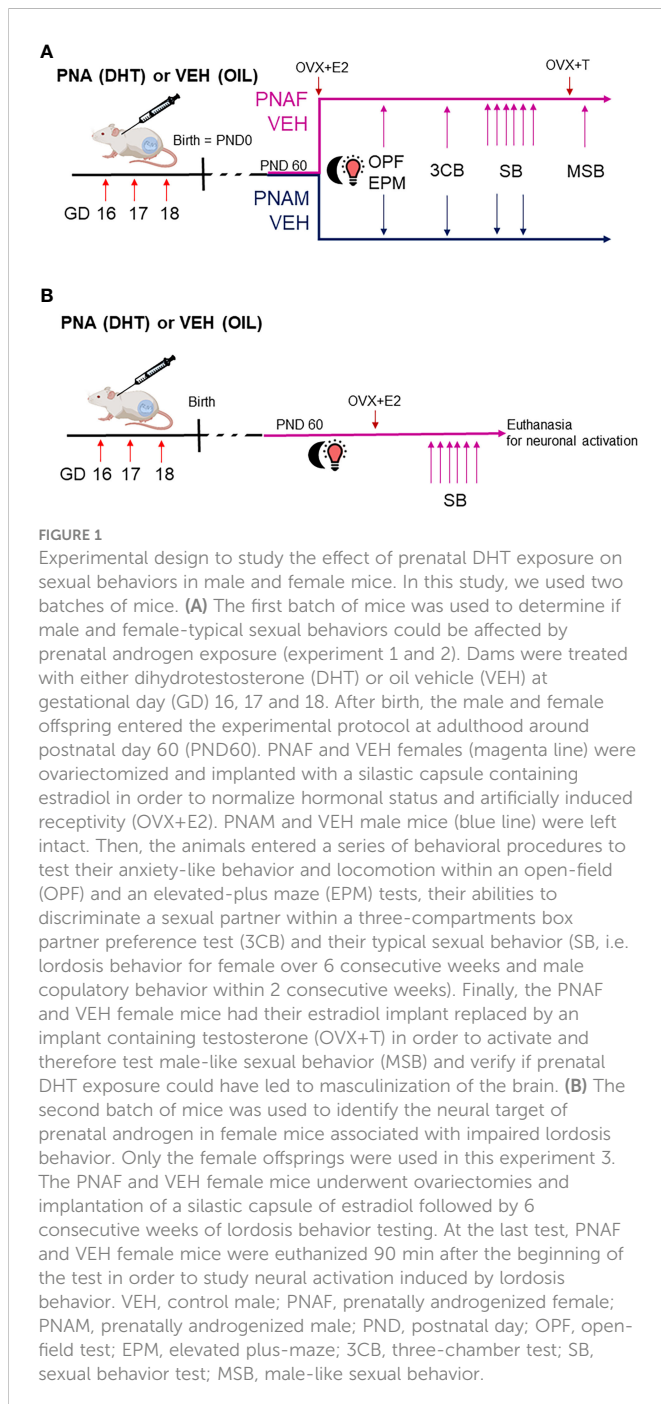 A
PNA (DHT) or VEH (OIL)
Birth = PND0
GD 16 17 18
PND 60
OVX+E2
OVX+T
PNAF
VEH
OPF
EPM
3CB
SB
MSB
PNAM
VEH
B
PNA (DHT) or VEH (OIL)
Birth
GD 16 17 18
PND 60
OVX+E2
Euthanasia
for neuronal activation
SB
FIGURE 1
Experimental design to study the effect of prenatal DHT exposure on
sexual behaviors in male and female mice. In this study, we used two
batches of mice. (A) The first batch of mice was used to determine if
male and female-typical sexual behaviors could be affected by
prenatal androgen exposure (experiment 1 and 2). Dams were treated
with either dihydrotestosterone (DHT) or oil vehicle (VEH) at
gestational day (GD) 16, 17 and 18. After birth, the male and female
offspring entered the experimental protocol at adulthood around
postnatal day 60 (PND60). PNAF and VEH females (magenta line) were
ovariectomized and implanted with a silastic capsule containing
estradiol in order to normalize hormonal status and artificially induced
receptivity (OVX+E2). PNAM and VEH male mice (blue line) were left
intact. Then, the animals entered a series of behavioral procedures to
test their anxiety-like behavior and locomotion within an open-field
(OPF) and an elevated-plus maze (EPM) tests, their abilities to
discriminate a sexual partner within a three-compartments box
partner preference test (3CB) and their typical sexual behavior (SB, i.e.
lordosis behavior for female over 6 consecutive weeks and male
copulatory behavior within 2 consecutive weeks). Finally, the PNAF
and VEH female mice had their estradiol implant replaced by an
implant containing testosterone (OVX+T) in order to activate and
therefore test male-like sexual behavior (MSB) and verify if prenatal
DHT exposure could have led to masculinization of the brain. (B) The
second batch of mice was used to identify the neural target of
prenatal androgen in female mice associated with impaired lordosis
behavior. Only the female offsprings were used in this experiment 3.
The PNAF and VEH female mice underwent ovariectomies and
implantation of a silastic capsule of estradiol followed by 6
consecutive weeks of lordosis behavior testing. At the last test, PNAF
and VEH female mice were euthanized 90 min after the beginning of
the test in order to study neural activation induced by lordosis
behavior. VEH, control male; PNAF, prenatally androgenized female;
PNAM, prenatally androgenized male; PND, postnatal day; OPF, open-
field test; EPM, elevated plus-maze; 3CB, three-chamber test; SB,
sexual behavior test; MSB, male-like sexual behavior.